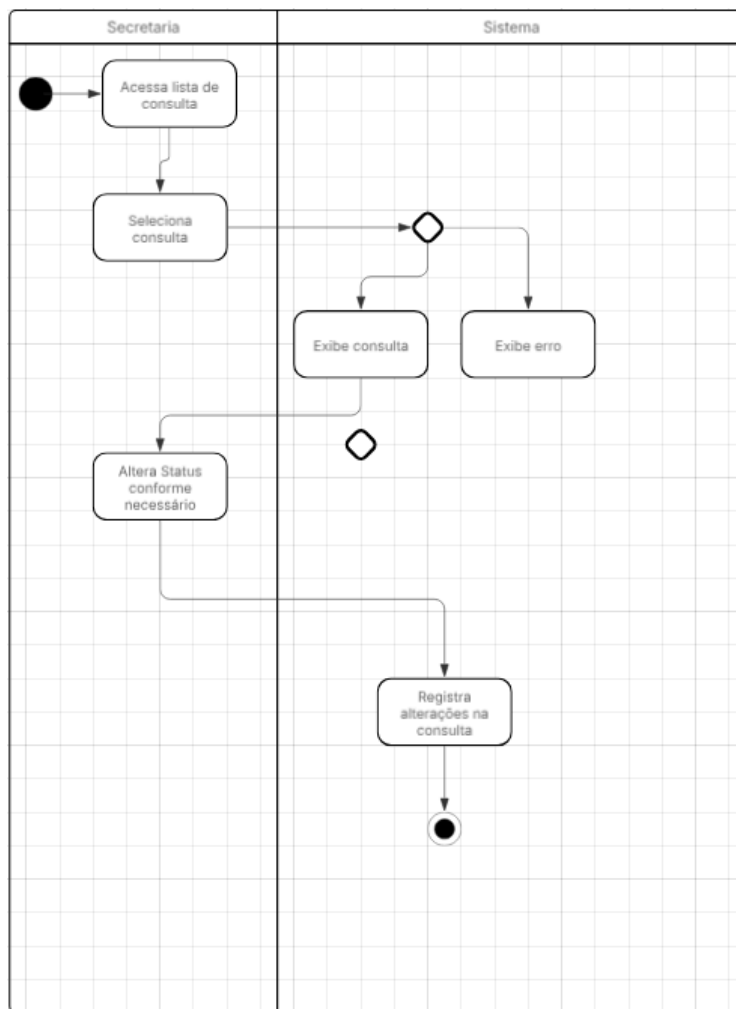 Secretaria
Sistema
Acessa lista de
consulta
Seleciona
consulta
Exibe consulta
Exibe erro
Altera Status
conforme
necessário
Registra
alterações na
consulta